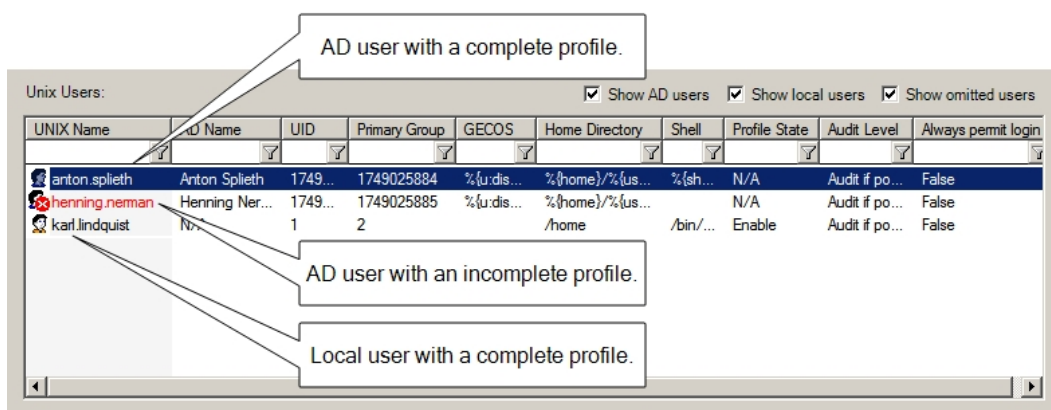 AD user with a complete profile.
Unix Users:
Show AD users Show local users Show omitted users
UNIX Name AD Name UID Primary Group GECOS Home Directory Shell Profile State Audit Level Always permit login
anton.splieth Anton Splieth 1749... 1749025884 %{u:dis... %{home}/%{us... %{sh... N/A Audit if po... False
henning.nerman Henning Ner... 1749... 1749025885 %{u:dis... %{home}/%{us... N/A Audit if po... False
karl.lindquist N/A 1 2 /home /bin/... Enable Audit if po... False
AD user with an incomplete profile.
Local user with a complete profile.